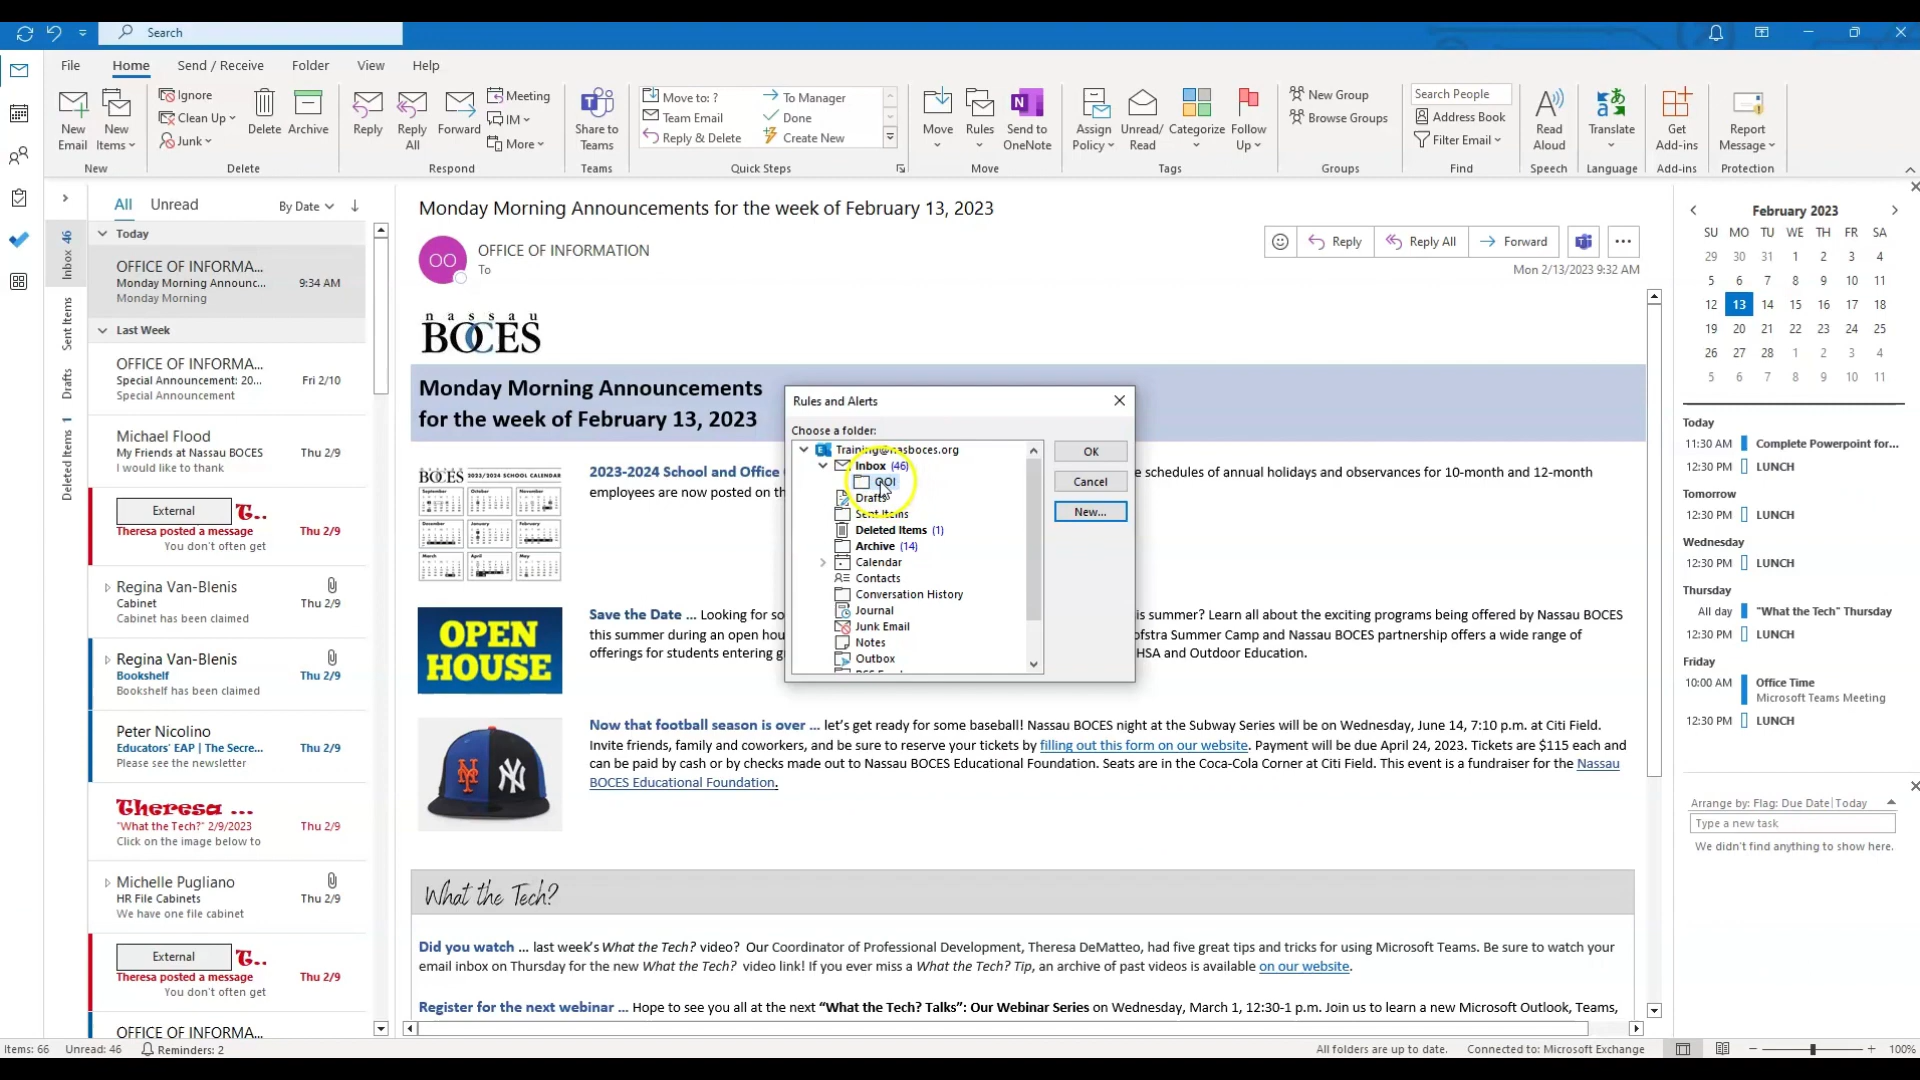 Search
File Home Send / Receive Folder View Help
New Email
New Items
New
Ignore
Clean Up
Junk
Delete
Archive
Delete
Reply
Reply All
Forward
Meeting
IM
More
Respond
Share to Teams
Teams
Move to: ?
Team Email
Reply & Delete
To Manager
Done
Create New
Quick Steps
Move
Rules
Send to OneNote
Move
Assign Policy
Unread/ Read
Categorize
Follow Up
Tags
New Group
Browse Groups
Groups
Search People
Address Book
Filter Email
Find
Read Aloud
Speech
Translate
Language
Get Add-ins
Add-ins
Report Message
Protection
Inbox 46
Sent Items
Drafts
Deleted Items 1
All Unread By Date
Today
OFFICE OF INFORMA...
Monday Morning Announc... 9:34 AM
Monday Morning
Last Week
OFFICE OF INFORMA...
Special Announcement: 20... Fri 2/10
Special Announcement
Michael Flood
My Friends at Nassau BOCES Thu 2/9
I would like to thank
External T..
Theresa posted a message Thu 2/9
You don't often get
Regina Van-Blenis
Cabinet Thu 2/9
Cabinet has been claimed
Regina Van-Blenis
Bookshelf Thu 2/9
Bookshelf has been claimed
Peter Nicolino
Educators' EAP | The Secre... Thu 2/9
Please see the newsletter
Theresa ...
"What the Tech?" 2/9/2023 Thu 2/9
Click on the image below to
Michelle Pugliano
HR File Cabinets Thu 2/9
We have one file cabinet
External T..
Theresa posted a message Thu 2/9
You don't often get
OFFICE OF INFORMA...
Monday Morning Announcements for the week of February 13, 2023
OO
OFFICE OF INFORMATION
To
Reply Reply All Forward
Mon 2/13/2023 9:32 AM
nassau
BOCES
Monday Morning Announcements
for the week of February 13, 2023
BOCES 2023/2024 SCHOOL CALENDAR
2023-2024 School and Office
e schedules of annual holidays and observances for 10-month and 12-month
employees are now posted on th
OPEN
HOUSE
Save the Date ... Looking for so
is summer? Learn all about the exciting programs being offered by Nassau BOCES
this summer during an open hou
ofstra Summer Camp and Nassau BOCES partnership offers a wide range of
offerings for students entering g
HSA and Outdoor Education.
NY
Now that football season is over ... let's get ready for some baseball! Nassau BOCES night at the Subway Series will be on Wednesday, June 14, 7:10 p.m. at Citi Field.
Invite friends, family and coworkers, and be sure to reserve your tickets by filling out this form on our website. Payment will be due April 24, 2023. Tickets are $115 each and
can be paid by cash or by checks made out to Nassau BOCES Educational Foundation. Seats are in the Coca-Cola Corner at Citi Field. This event is a fundraiser for the Nassau
BOCES Educational Foundation.
What the Tech?
Did you watch ... last week's What the Tech? video? Our Coordinator of Professional Development, Theresa DeMatteo, had five great tips and tricks for using Microsoft Teams. Be sure to watch your
email inbox on Thursday for the new What the Tech? video link! If you ever miss a What the Tech? Tip, an archive of past videos is available on our website.
Register for the next webinar ... Hope to see you all at the next "What the Tech? Talks": Our Webinar Series on Wednesday, March 1, 12:30-1 p.m. Join us to learn a new Microsoft Outlook, Teams,
Rules and Alerts
Choose a folder:
Training@nasboces.org
Inbox (46)
OOI
Drafts
Sent Items
Deleted Items (1)
Archive (14)
Calendar
Contacts
Conversation History
Journal
Junk Email
Notes
Outbox
OK
Cancel
New...
February 2023
SU MO TU WE TH FR SA
29 30 31 1 2 3 4
5 6 7 8 9 10 11
12 13 14 15 16 17 18
19 20 21 22 23 24 25
26 27 28 1 2 3 4
5 6 7 8 9 10 11
Today
11:30 AM Complete Powerpoint for...
12:30 PM LUNCH
Tomorrow
12:30 PM LUNCH
Wednesday
12:30 PM LUNCH
Thursday
All day "What the Tech" Thursday
12:30 PM LUNCH
Friday
10:00 AM Office Time
Microsoft Teams Meeting
12:30 PM LUNCH
Arrange by: Flag: Due Date | Today
Type a new task
We didn't find anything to show here.
Items: 66 Unread: 46 Reminders: 2
All folders are up to date. Connected to: Microsoft Exchange 100%